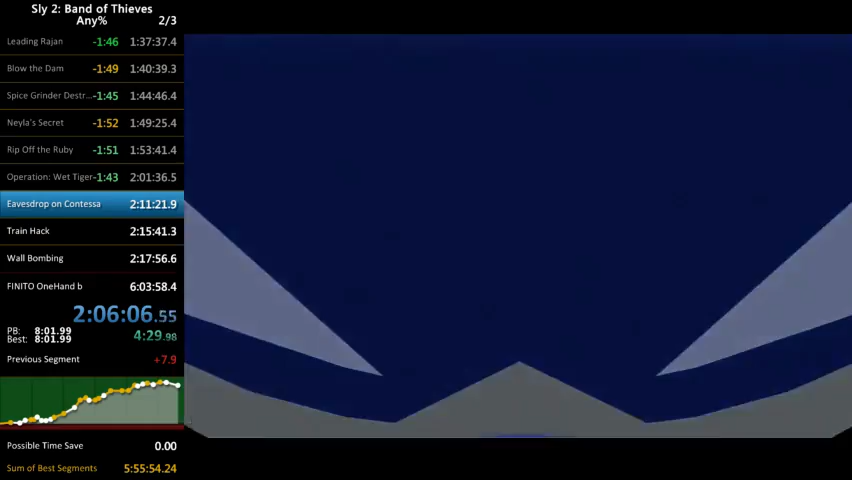 Sly 2: Band of Thieves
Any% 2/3
Leading Rajan -1:46 1:37:37.4
Blow the Dam -1:49 1:40:39.3
Spice Grinder Destr... -1:45 1:44:46.4
Neyla's Secret -1:52 1:49:25.4
Rip Off the Ruby -1:51 1:53:41.4
Operation: Wet Tiger -1:43 2:01:36.5
Eavesdrop on Contessa 2:11:21.9
Train Hack 2:15:41.3
Wall Bombing 2:17:56.6
FINITO OneHand b 6:03:58.4
2:06:06.55
PB: 8:01.99 4:29.98
Best: 8:01.99
Previous Segment +7.9
Possible Time Save 0.00
Sum of Best Segments 5:55:54.24